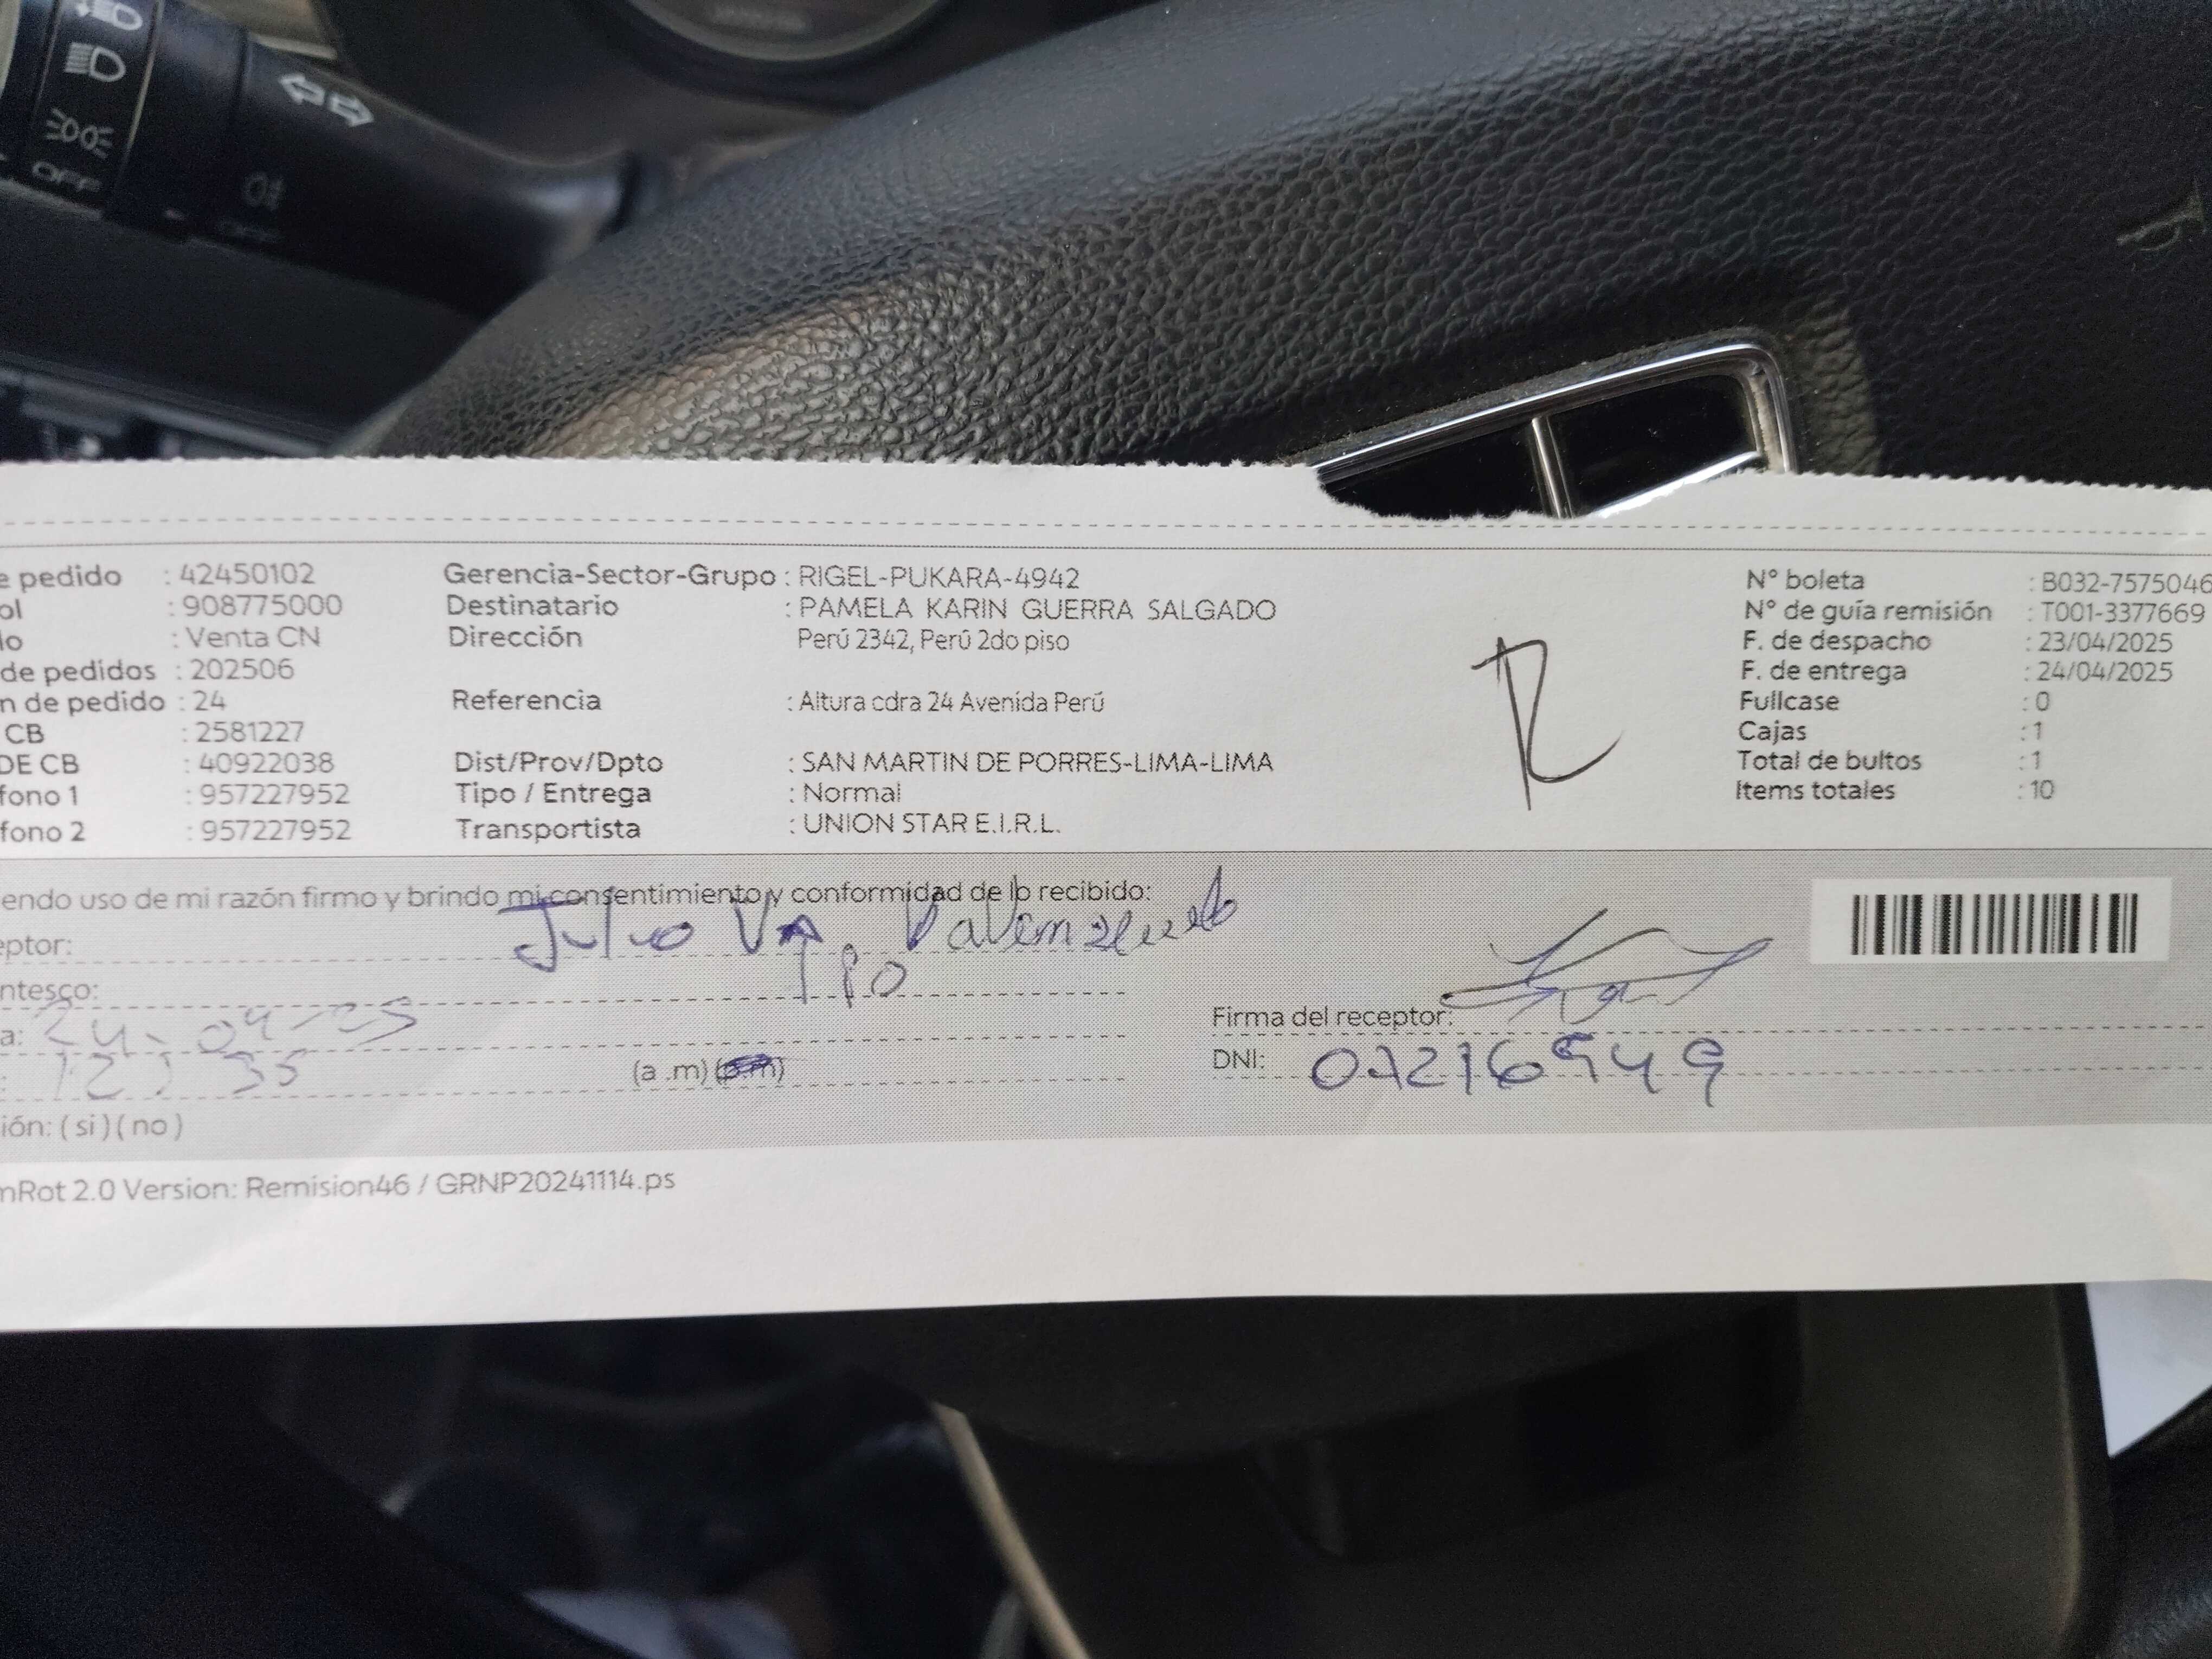 OFF
e pedido : 42450102 Gerencia-Sector-Grupo : RIGEL-PUKARA-4942 N° boleta : B032-7575046
ol : 908775000 Destinatario : PAMELA KARIN GUERRA SALGADO N° de guía remisión : T001-3377669
lo : Venta CN Dirección Perú 2342, Perú 2do piso F. de despacho : 23/04/2025
de pedidos : 202506 F. de entrega : 24/04/2025
n de pedido : 24 Referencia : Altura cdra 24 Avenida Perú Fullcase : 0
CB : 2581227 Cajas : 1
DE CB : 40922038 Dist/Prov/Dpto : SAN MARTIN DE PORRES-LIMA-LIMA Total de bultos : 1
fono 1 : 957227952 Tipo / Entrega : Normal Items totales : 10
fono 2 : 957227952 Transportista : UNION STAR E.I.R.L.
endo uso de mi razón firmo y brindo mi consentimiento y conformidad de lo recibido:
eptor: Julio
ntesco:
a: 24-04-25 Firma del receptor:
: 12: 35 (a .m) (p.m) DNI:
ión: ( si ) ( no )
mRot 2.0 Version: Remision46 / GRNP20241114.ps